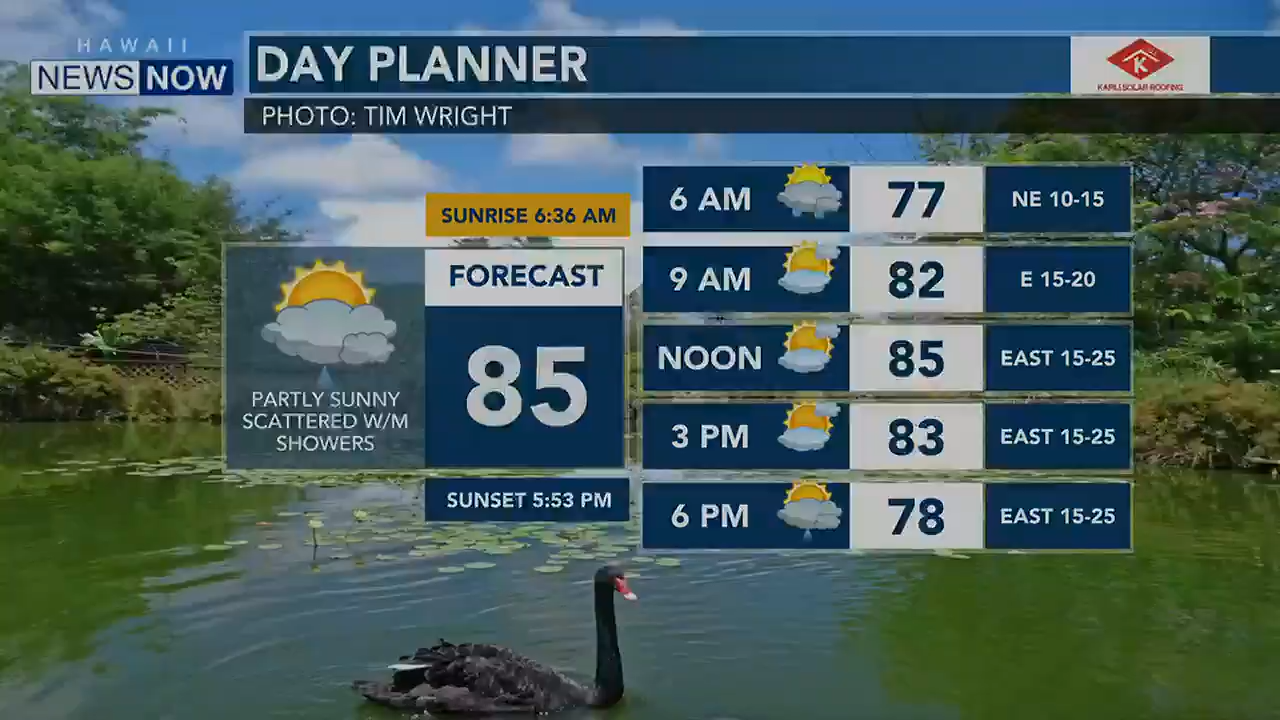 HAWAII
NEWS NOW
DAY PLANNER
PHOTO: TIM WRIGHT
K
SUNRISE 6:36 AM
FORECAST
85
PARTLY SUNNY
SCATTERED W/M
SHOWERS
SUNSET 5:53 PM
6 AM 77 NE 10-15
9 AM 82 E 15-20
NOON 85 EAST 15-25
3 PM 83 EAST 15-25
6 PM 78 EAST 15-25